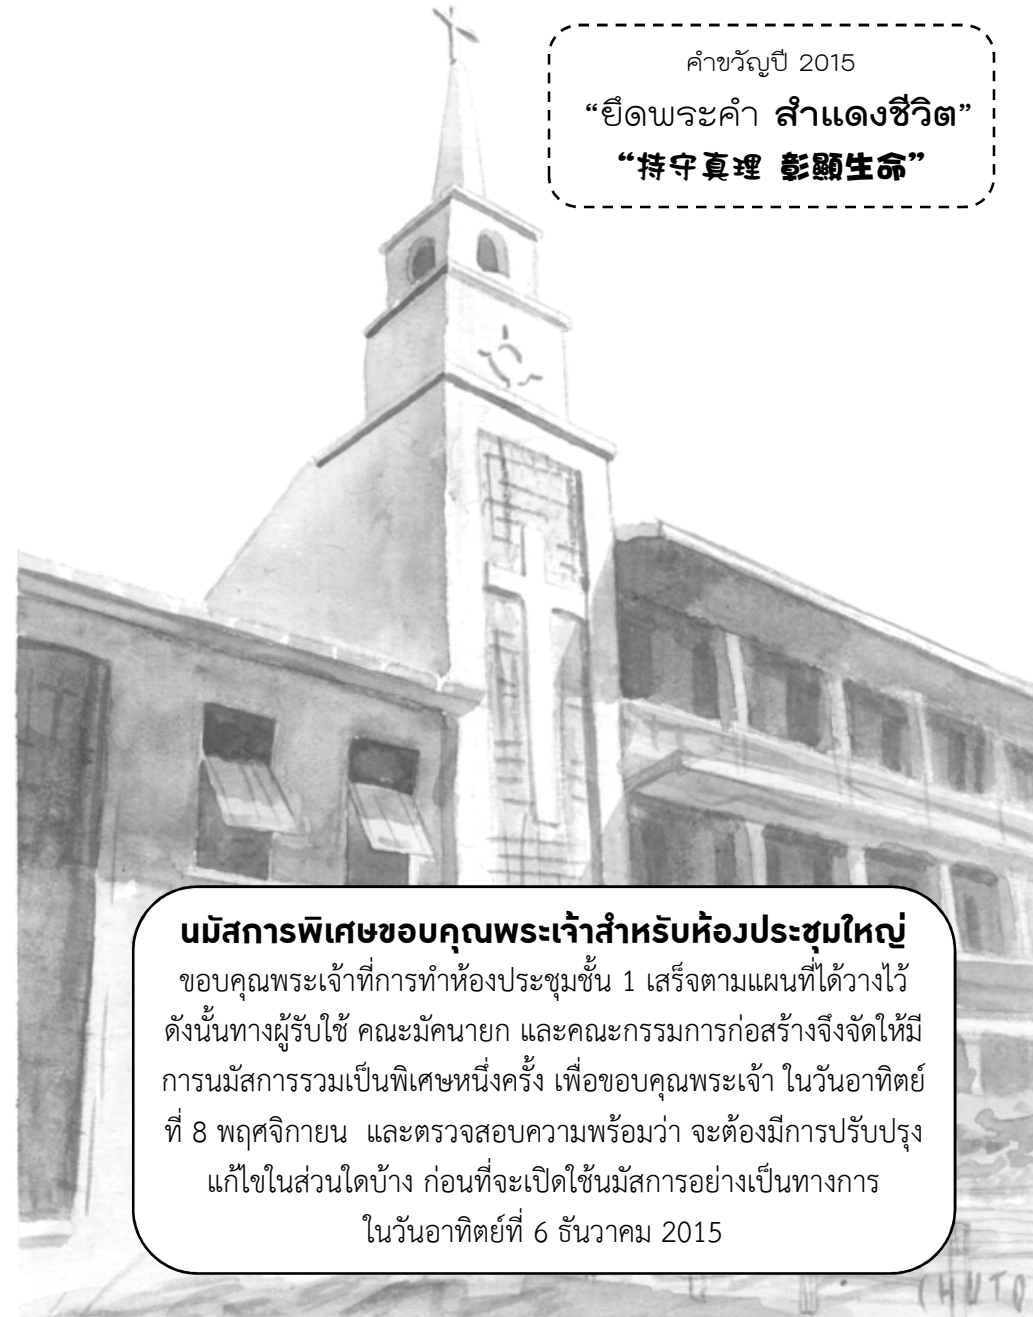 คำขวัญปี 2015
“ยึดพระคำ สำแดงชีวิต”
“持守真理 彰顯生命”
นมัสการพิเศษขอบคุณพระเจ้าสำหรับห้องประชุมใหญ่
ขอบคุณพระเจ้าที่การทำห้องประชุมชั้น 1 เสร็จตามแผนที่ได้วางไว้
ดังนั้นทางผู้รับใช้ คณะมัคนายก และคณะกรรมการก่อสร้างจึงจัดให้มี
การนมัสการรวมเป็นพิเศษหนึ่งครั้ง เพื่อขอบคุณพระเจ้า ในวันอาทิตย์
ที่ 8 พฤศจิกายน และตรวจสอบความพร้อมว่า จะต้องมีการปรับปรุง
แก้ไขในส่วนใดบ้าง ก่อนที่จะเปิดใช้นมัสการอย่างเป็นทางการ
ในวันอาทิตย์ที่ 6 ธันวาคม 2015